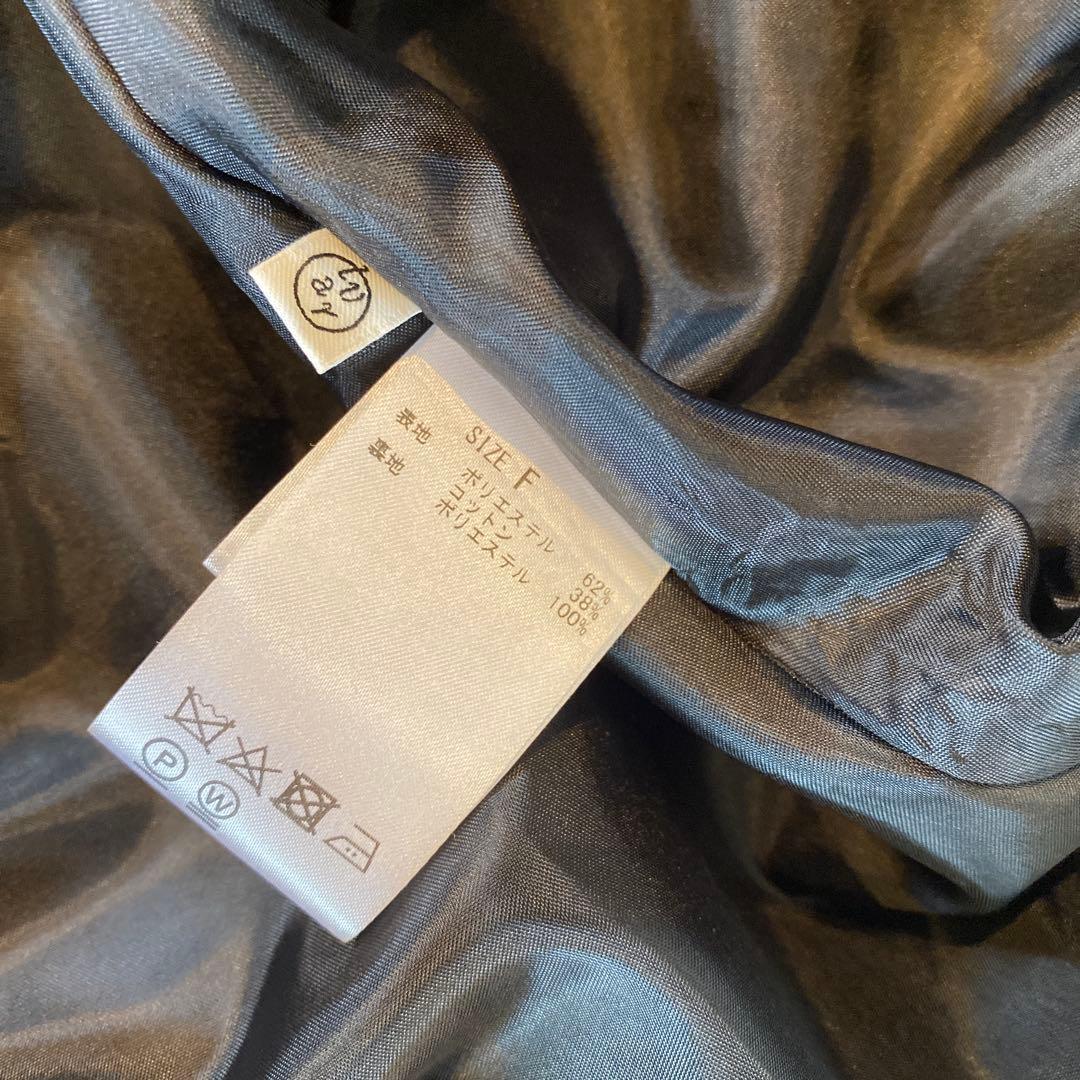 SIZE F
表地 ポリエステル 62%
コットン 38%
裏地 ポリエステル 100%
P
W